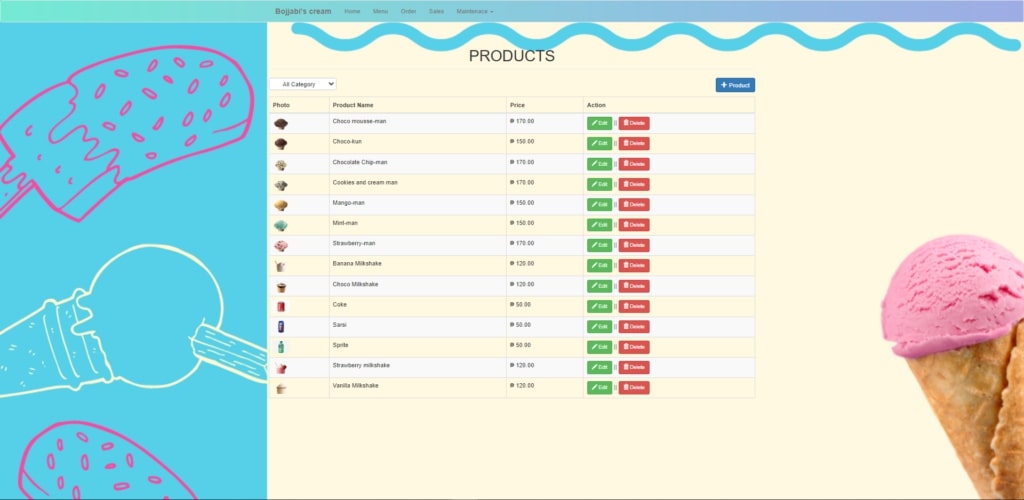 Bojjabi's cream Home Menu Order Sales Maintenace
PRODUCTS
All Category
+ Product
Photo Product Name Price Action
Choco mousse-man ₱ 170.00 Edit || Delete
Choco-kun ₱ 150.00 Edit || Delete
Chocolate Chip-man ₱ 170.00 Edit || Delete
Cookies and cream man ₱ 170.00 Edit || Delete
Mango-man ₱ 150.00 Edit || Delete
Mint-man ₱ 150.00 Edit || Delete
Strawberry-man ₱ 170.00 Edit || Delete
Banana Milkshake ₱ 120.00 Edit || Delete
Choco Milkshake ₱ 120.00 Edit || Delete
Coke ₱ 50.00 Edit || Delete
Sarsi ₱ 50.00 Edit || Delete
Sprite ₱ 50.00 Edit || Delete
Strawberry milkshake ₱ 120.00 Edit || Delete
Vanilla Milkshake ₱ 120.00 Edit || Delete